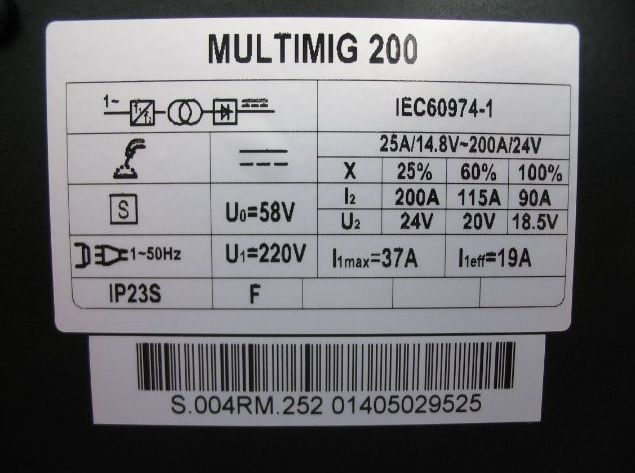 MULTIMIG 200
1~
IEC60974-1
25A/14.8V~200A/24V
X 25% 60% 100%
S
U₀=58V
I₂ 200A 115A 90A
U₂ 24V 20V 18.5V
1~50Hz U₁=220V I₁max=37A I₁eff=19A
IP23S F
S.004RM.252 01405029525